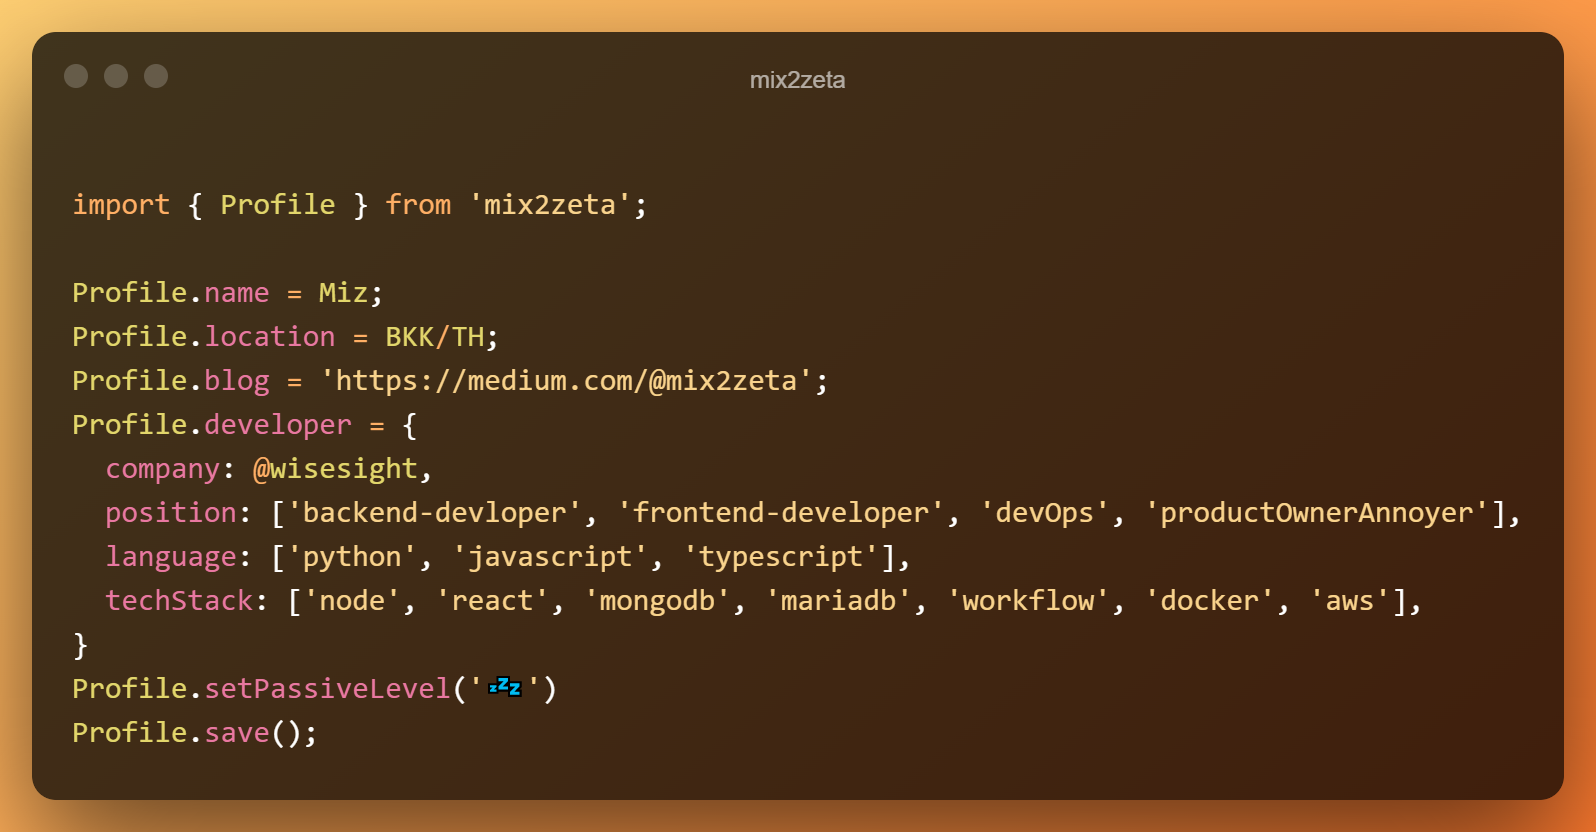 mix2zeta
import { Profile } from 'mix2zeta';
Profile.name = Miz;
Profile.location = BKK/TH;
Profile.blog = 'https://medium.com/@mix2zeta';
Profile.developer = {
  company: @wisesight,
  position: ['backend-devloper', 'frontend-developer', 'devOps', 'productOwnerAnnoyer'],
  language: ['python', 'javascript', 'typescript'],
  techStack: ['node', 'react', 'mongodb', 'mariadb', 'workflow', 'docker', 'aws'],
}
Profile.setPassiveLevel('💤')
Profile.save();